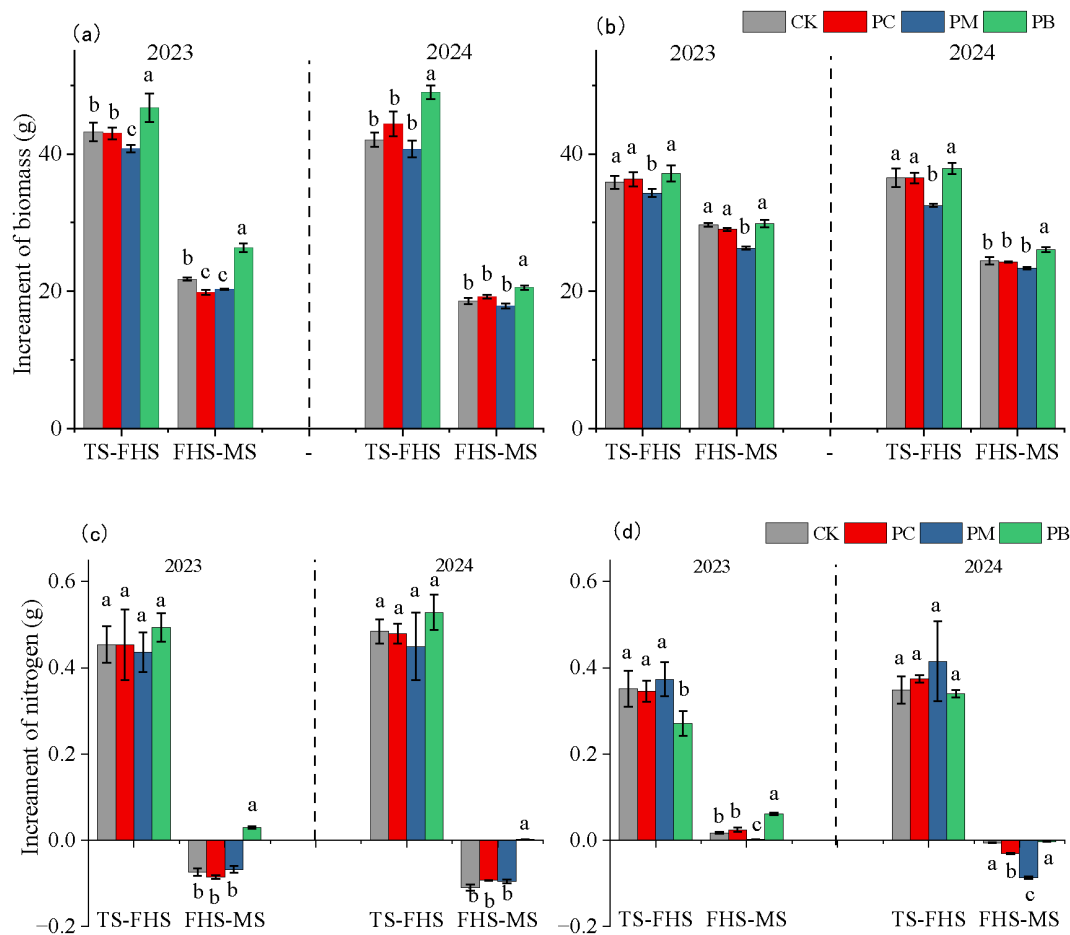 (a)
2023
2024
Increament of biomass (g)
40
20
0
b b c a
b c c a
b b b a
b b b a
TS-FHS FHS-MS - TS-FHS FHS-MS
(b)
CK PC PM PB
2023
2024
40
20
0
a a b a
a a b a
a a b a
b b b a
TS-FHS FHS-MS - TS-FHS FHS-MS
(c)
2023
2024
Increament of nitrogen (g)
0.6
0.4
0.2
0.0
−0.2
a a a a
b b b a
a a a a
b b b a
TS-FHS FHS-MS TS-FHS FHS-MS
(d)
CK PC PM PB
2023
2024
0.6
0.4
0.2
0.0
−0.2
a a a b
b b c a
a a a a
a b c a
TS-FHS FHS-MS TS-FHS FHS-MS